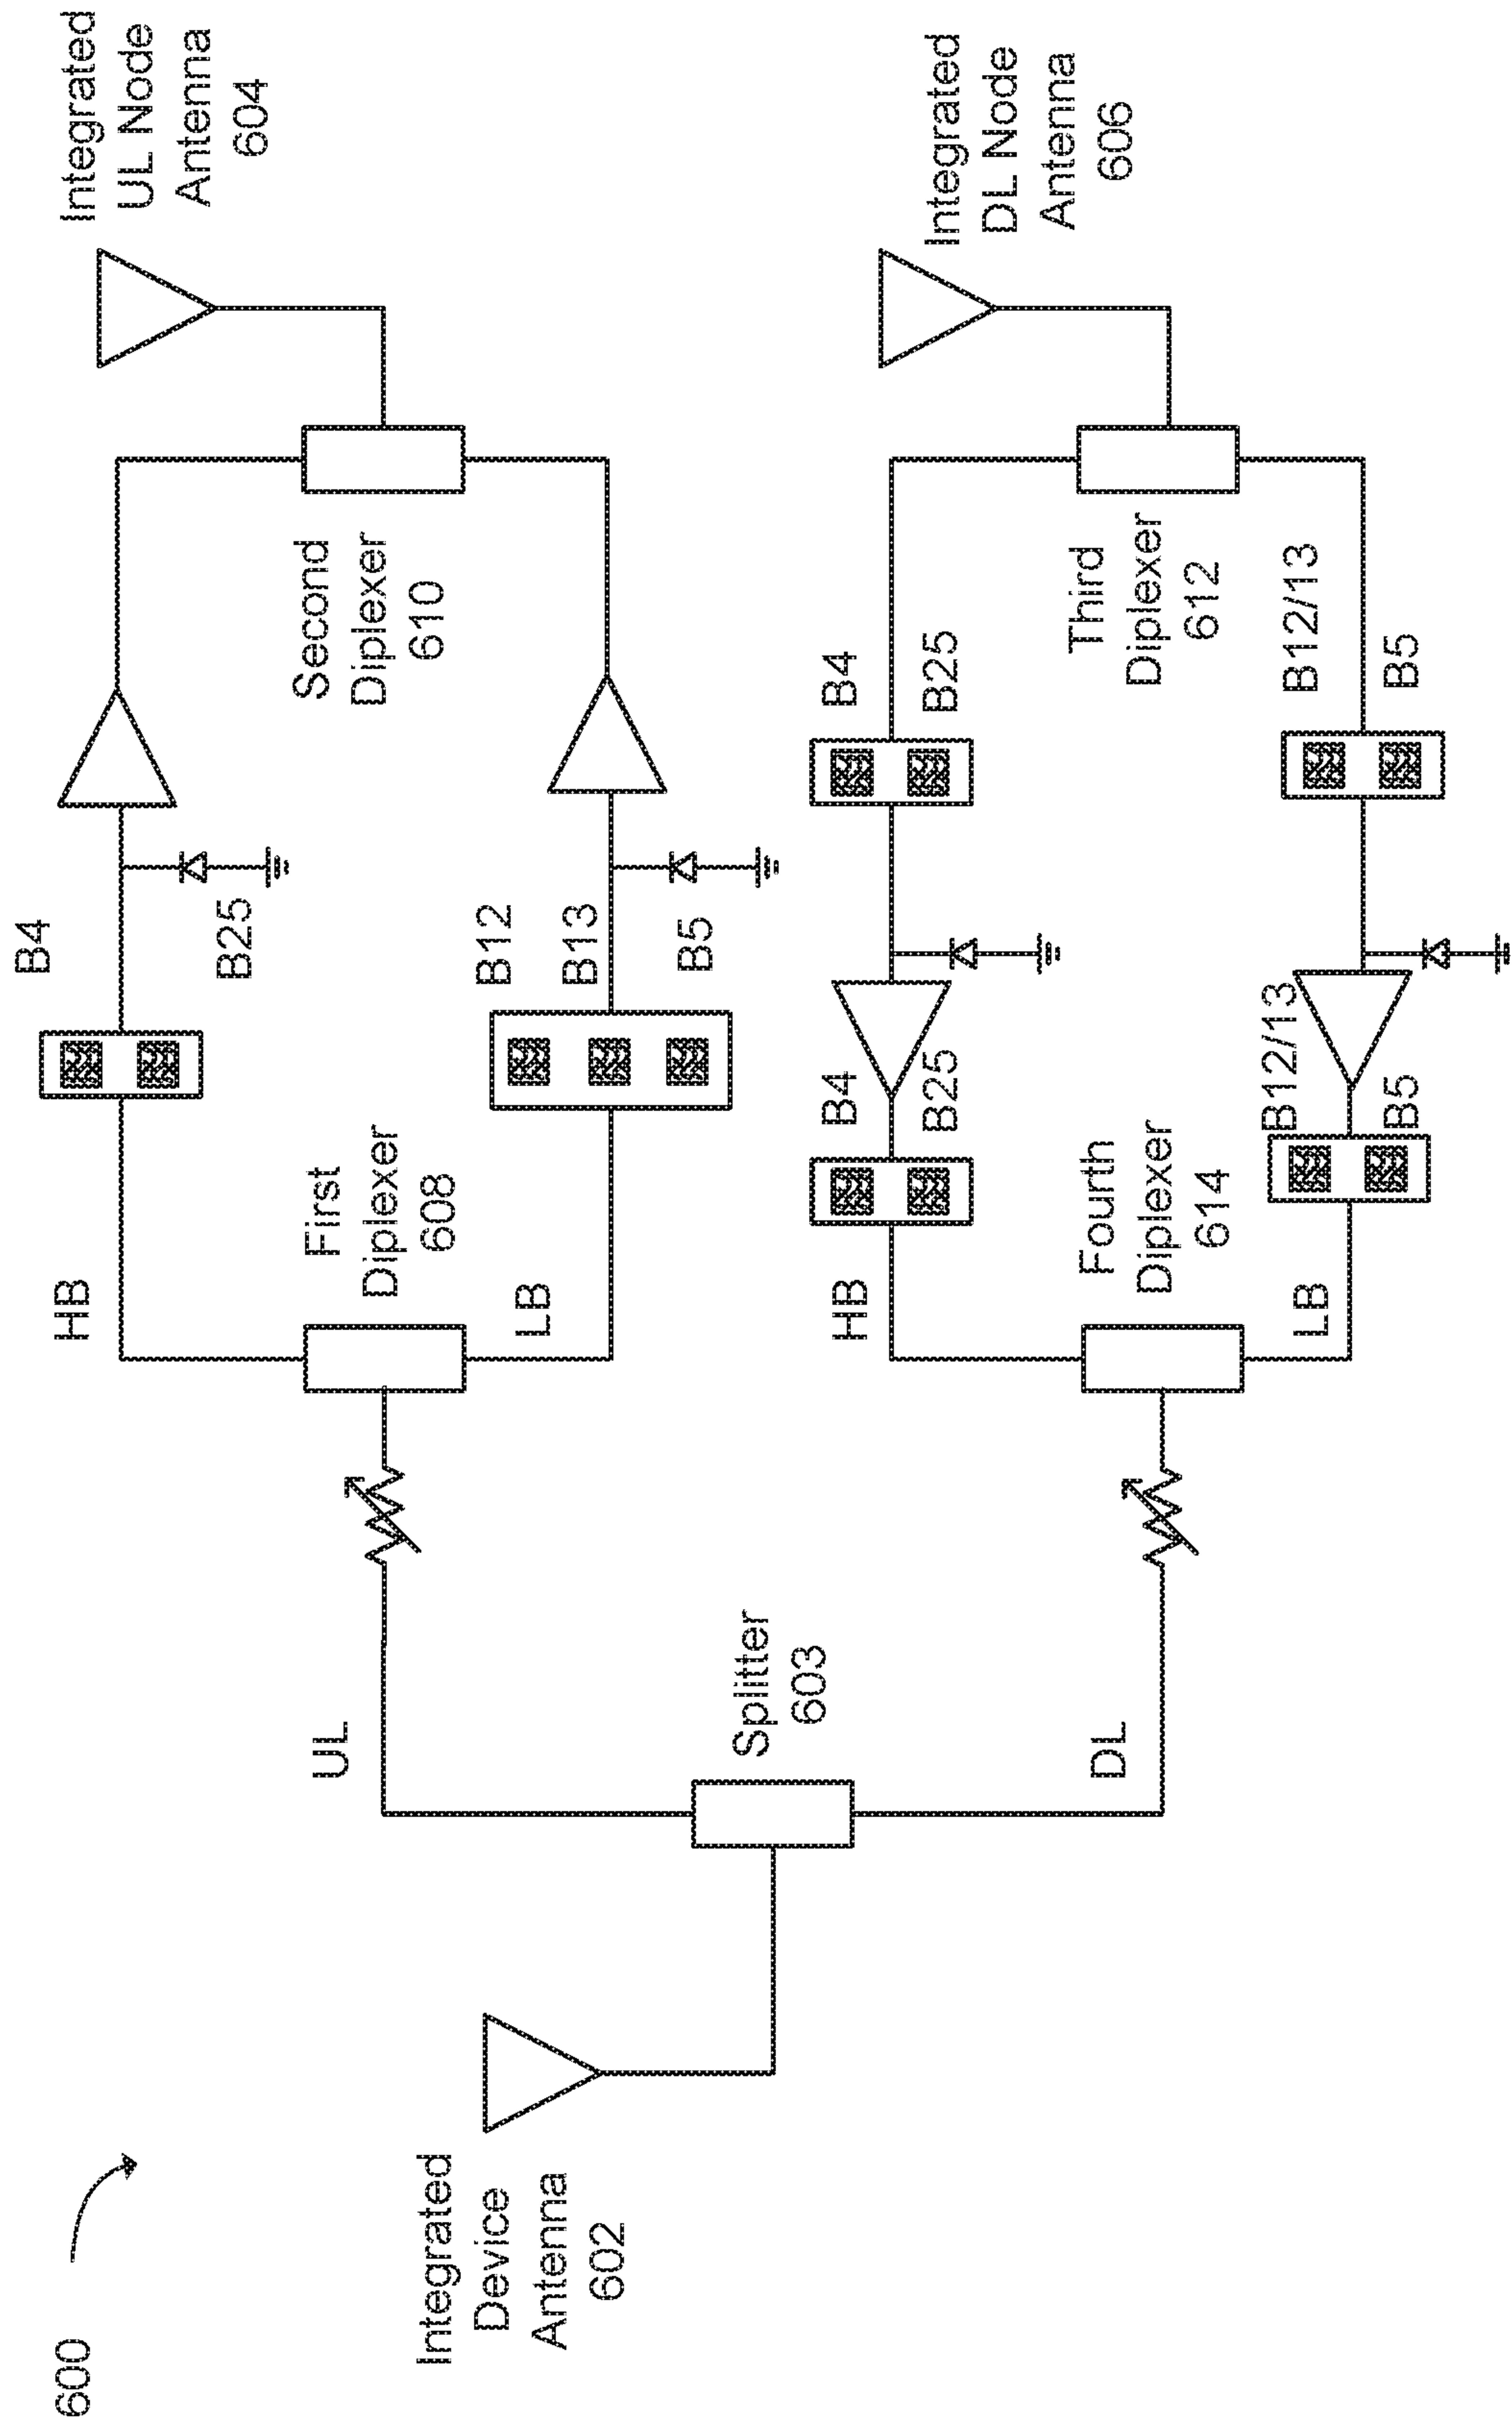 600
Integrated
Device
Antenna
602
Splitter
603
UL
DL
HB
First
Diplexer
608
LB
B4
B25
B12
B13
B5
Second
Diplexer
610
Integrated
UL Node
Antenna
604
HB
Fourth
Diplexer
614
LB
B4
B25
B12/13
B5
B4
B25
Third
Diplexer
612
B12/13
B5
Integrated
DL Node
Antenna
606